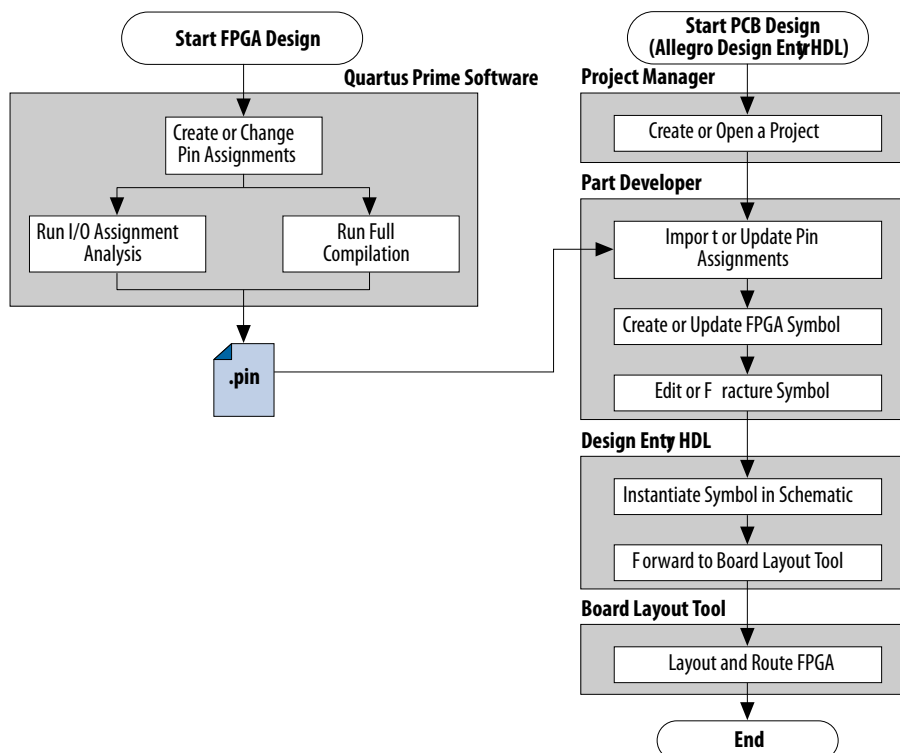 Start FPGA Design
Quartus Prime Software
Create or Change
Pin Assignments
Run I/O Assignment
Analysis
Run Full
Compilation
.pin
Start PCB Design
(Allegro Design Entry HDL)
Project Manager
Create or Open a Project
Part Developer
Impor t or Update Pin
Assignments
Create or Update FPGA Symbol
Edit or F racture Symbol
Design Entry HDL
Instantiate Symbol in Schematic
F orward to Board Layout Tool
Board Layout Tool
Layout and Route FPGA
End